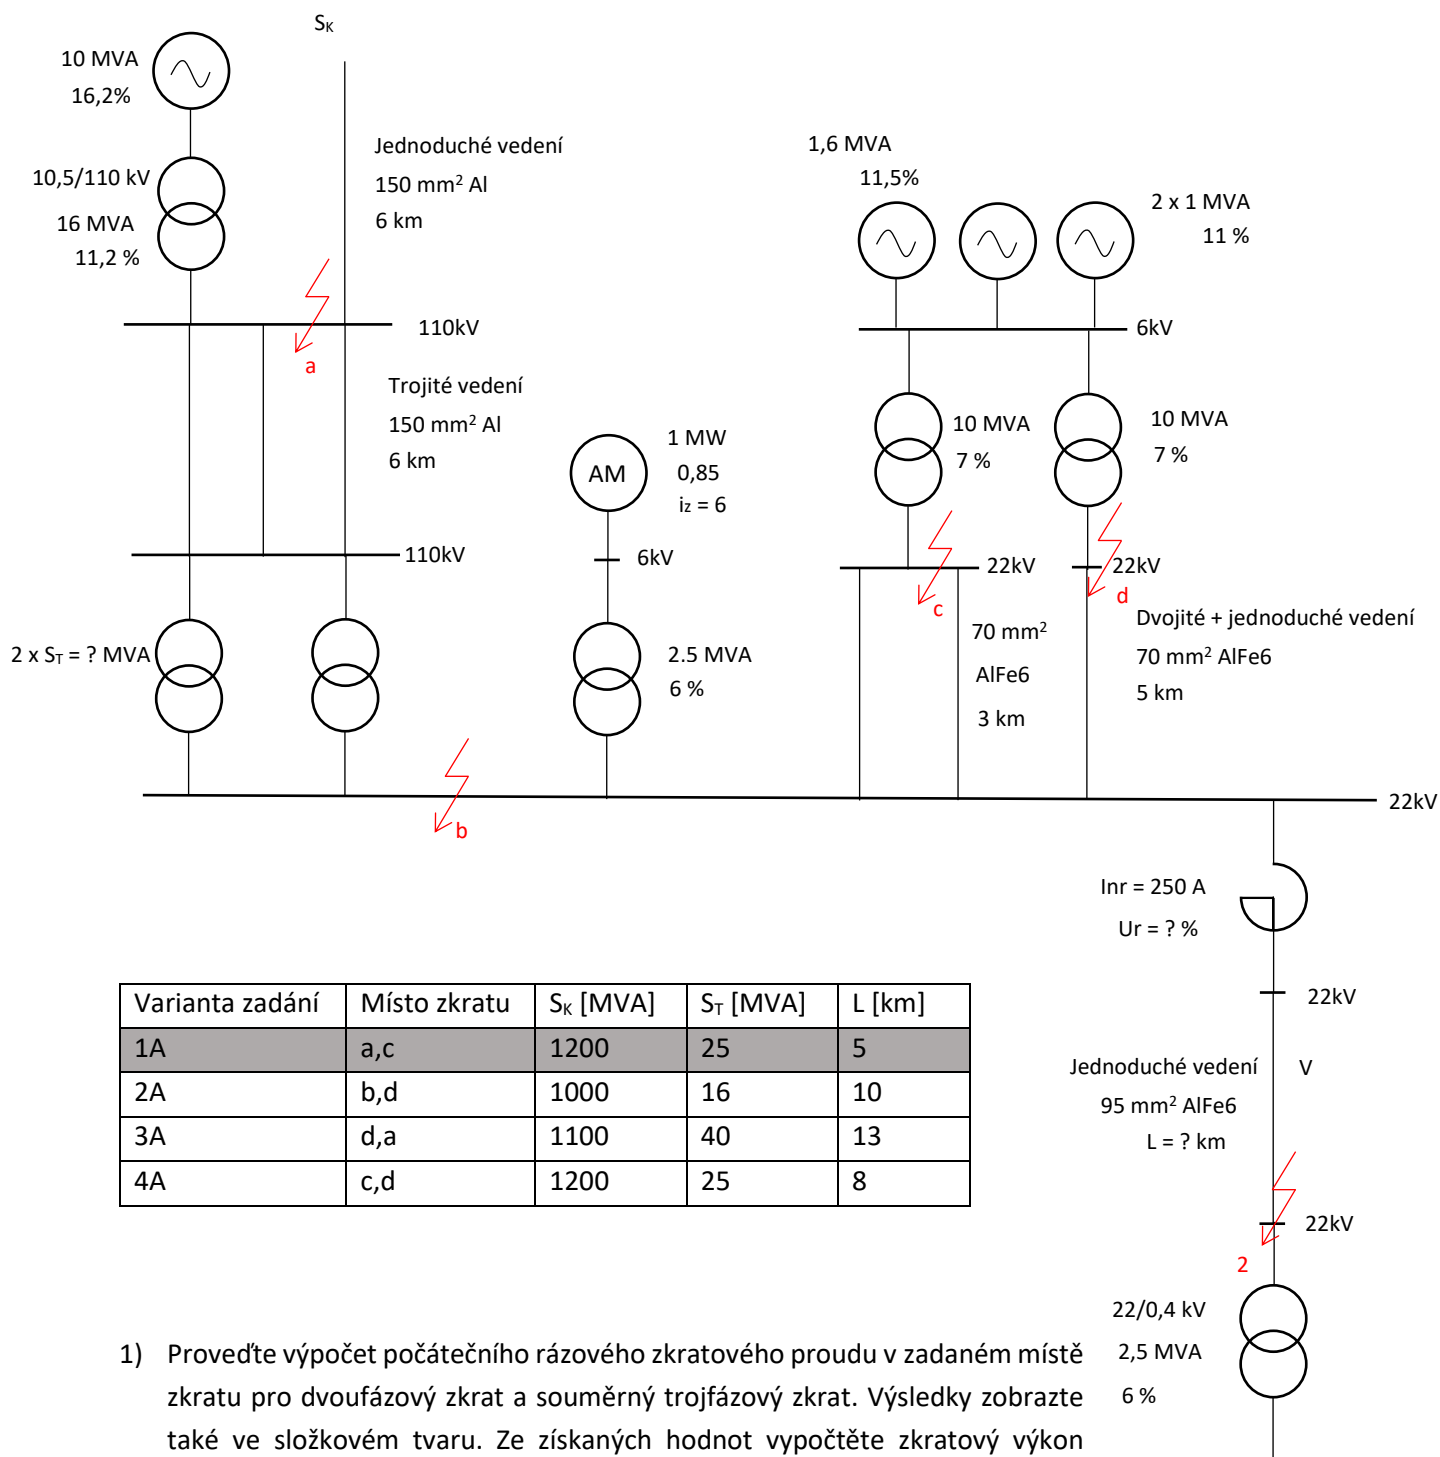 S_K
10 MVA
16,2%
10,5/110 kV
16 MVA
11,2 %
Jednoduché vedení
150 mm² Al
6 km
110kV
a
Trojité vedení
150 mm² Al
6 km
110kV
2 x S_T = ? MVA
AM
1 MW
0,85
i_z = 6
6kV
2.5 MVA
6 %
b
1,6 MVA
11,5%
2 x 1 MVA
11 %
6kV
10 MVA
7 %
10 MVA
7 %
22kV
c
22kV
d
70 mm²
AlFe6
3 km
Dvojité + jednoduché vedení
70 mm² AlFe6
5 km
22kV
Inr = 250 A
Ur = ? %
22kV
Jednoduché vedení V
95 mm² AlFe6
L = ? km
22kV
2
22/0,4 kV
2,5 MVA
6 %
Varianta zadání Místo zkratu S_K [MVA] S_T [MVA] L [km]
1A a,c 1200 25 5
2A b,d 1000 16 10
3A d,a 1100 40 13
4A c,d 1200 25 8
1) Proveďte výpočet počátečního rázového zkratového proudu v zadaném místě
zkratu pro dvoufázový zkrat a souměrný trojfázový zkrat. Výsledky zobrazte
také ve složkovém tvaru. Ze získaných hodnot vypočtěte zkratový výkon